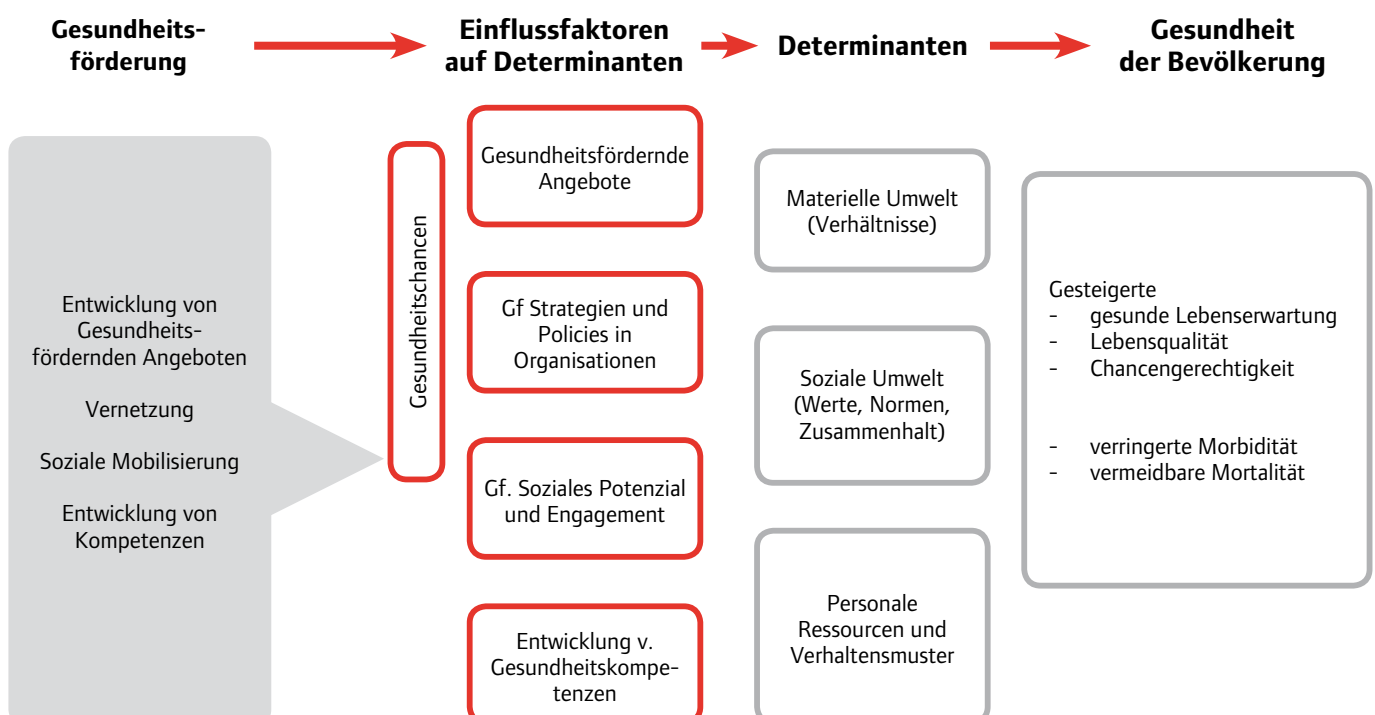 Gesundheits-
förderung
Einflussfaktoren
auf Determinanten
Determinanten
Gesundheit
der Bevölkerung
Entwicklung von
Gesundheits-
fördernden Angeboten
Vernetzung
Soziale Mobilisierung
Entwicklung von
Kompetenzen
Gesundheitschancen
Gesundheitsfördernde
Angebote
Gf Strategien und
Policies in
Organisationen
Gf. Soziales Potenzial
und Engagement
Entwicklung v.
Gesundheitskompe-
tenzen
Materielle Umwelt
(Verhältnisse)
Soziale Umwelt
(Werte, Normen,
Zusammenhalt)
Personale
Ressourcen und
Verhaltensmuster
Gesteigerte
- gesunde Lebenserwartung
- Lebensqualität
- Chancengerechtigkeit
- verringerte Morbidität
- vermeidbare Mortalität